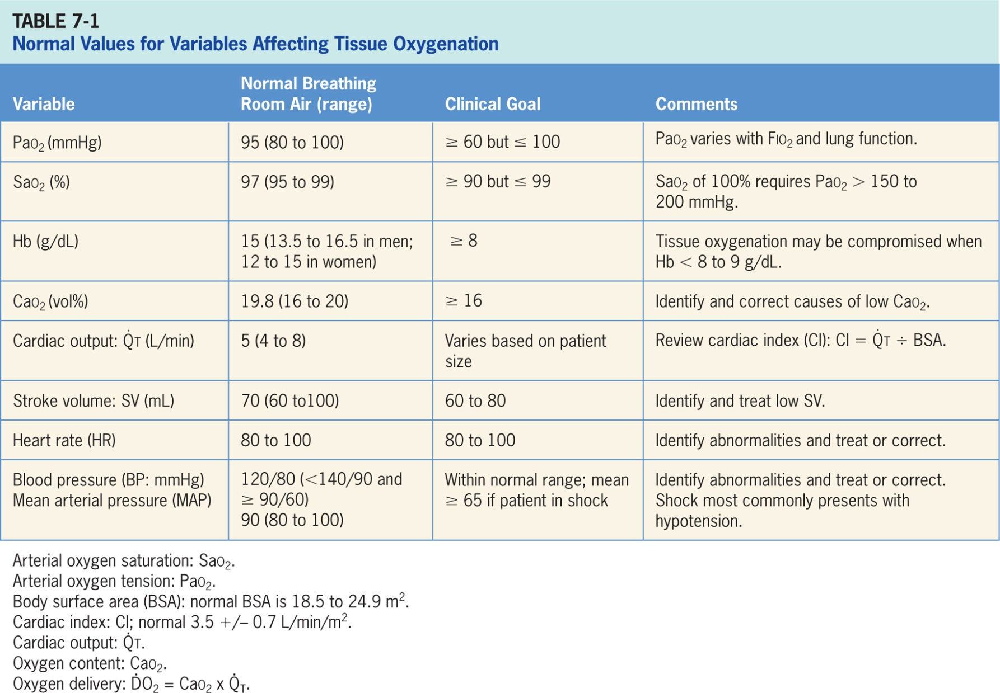 TABLE 7-1
Normal Values for Variables Affecting Tissue Oxygenation
Variable
Normal Breathing
Room Air (range)
Clinical Goal
Comments
PaO₂ (mmHg)
95 (80 to 100)
≥ 60 but ≤ 100
PaO₂ varies with FIO₂ and lung function.
SaO₂ (%)
97 (95 to 99)
≥ 90 but ≤ 99
SaO₂ of 100% requires PaO₂ > 150 to
200 mmHg.
Hb (g/dL)
15 (13.5 to 16.5 in men;
12 to 15 in women)
≥ 8
Tissue oxygenation may be compromised when
Hb < 8 to 9 g/dL.
CaO₂ (vol%)
19.8 (16 to 20)
≥ 16
Identify and correct causes of low CaO₂.
Cardiac output: Q̇T (L/min)
5 (4 to 8)
Varies based on patient
size
Review cardiac index (CI): CI = Q̇T ÷ BSA.
Stroke volume: SV (mL)
70 (60 to100)
60 to 80
Identify and treat low SV.
Heart rate (HR)
80 to 100
80 to 100
Identify abnormalities and treat or correct.
Blood pressure (BP: mmHg)
Mean arterial pressure (MAP)
120/80 (<140/90 and
≥ 90/60)
90 (80 to 100)
Within normal range; mean
≥ 65 if patient in shock
Identify abnormalities and treat or correct.
Shock most commonly presents with
hypotension.
Arterial oxygen saturation: SaO₂.
Arterial oxygen tension: PaO₂.
Body surface area (BSA): normal BSA is 18.5 to 24.9 m².
Cardiac index: CI; normal 3.5 +/– 0.7 L/min/m².
Cardiac output: Q̇T.
Oxygen content: CaO₂.
Oxygen delivery: ḊO₂ = CaO₂ x Q̇T.